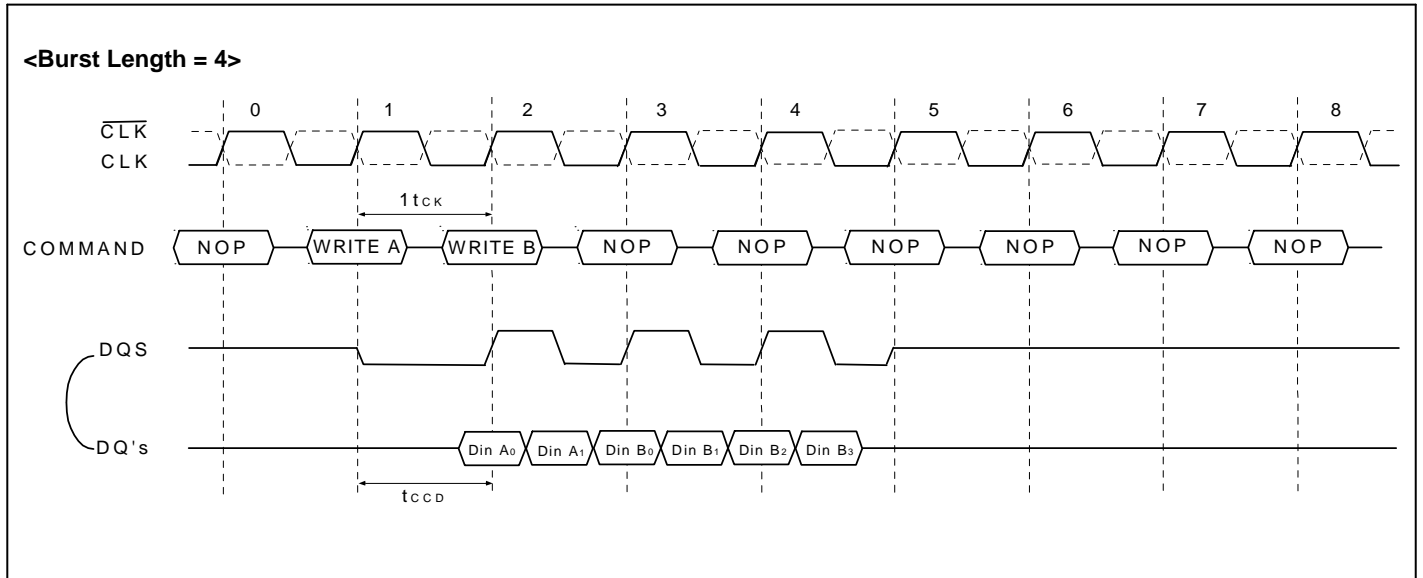 <Burst Length = 4>
0 1 2 3 4 5 6 7 8
CLK
CLK
1tCK
COMMAND NOP WRITE A WRITE B NOP NOP NOP NOP NOP NOP
DQS
DQ's Din A0 Din A1 Din B0 Din B1 Din B2 Din B3
tCCD